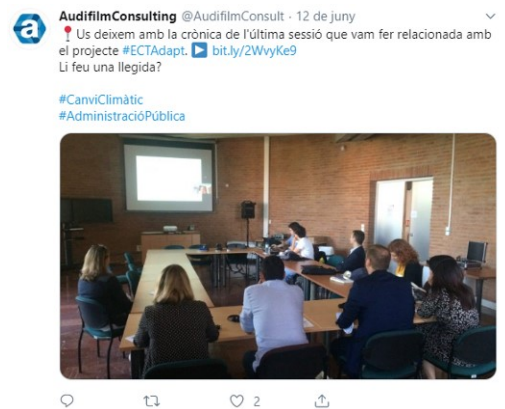 AudifilmConsulting @AudifilmConsult · 12 de juny
📍Us deixem amb la crònica de l'última sessió que vam fer relacionada amb
el projecte #ECTAdapt. ▶ bit.ly/2WvyKe9
Li feu una llegida?
#CanviClimàtic
#AdministracióPública
2